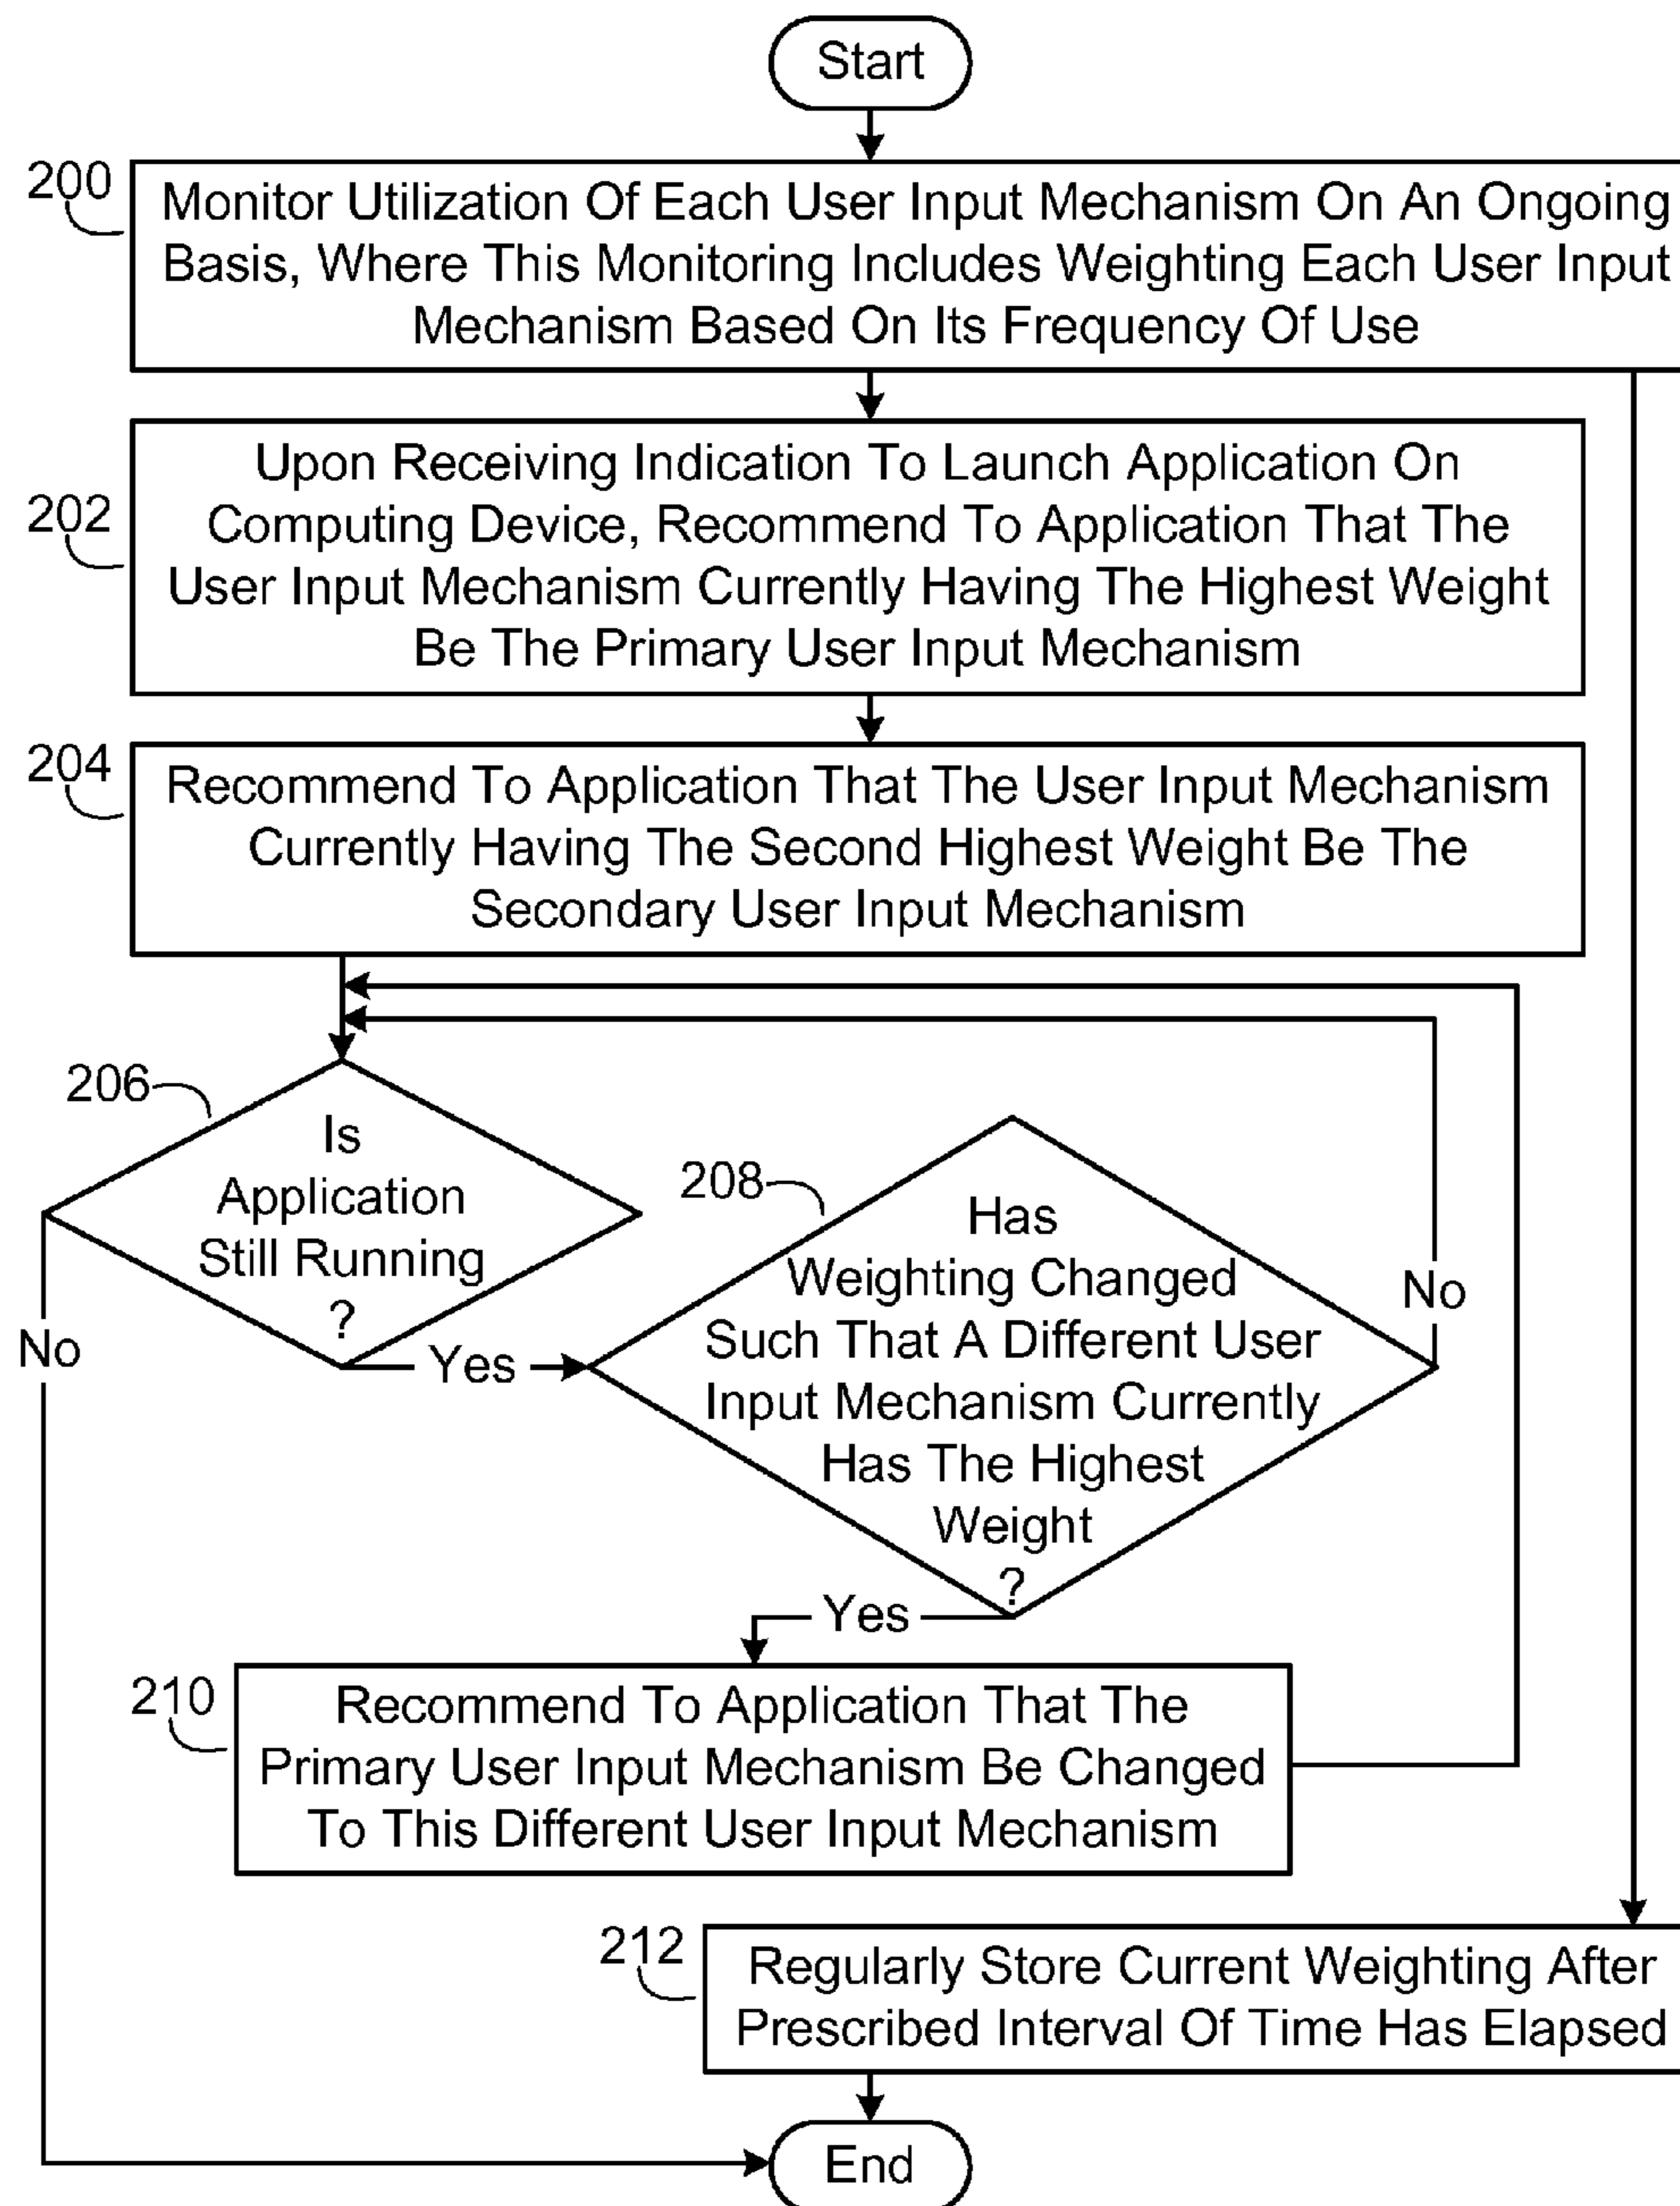 Start
200
Monitor Utilization Of Each User Input Mechanism On An Ongoing
Basis, Where This Monitoring Includes Weighting Each User Input
Mechanism Based On Its Frequency Of Use
202
Upon Receiving Indication To Launch Application On
Computing Device, Recommend To Application That The
User Input Mechanism Currently Having The Highest Weight
Be The Primary User Input Mechanism
204
Recommend To Application That The User Input Mechanism
Currently Having The Second Highest Weight Be The
Secondary User Input Mechanism
206
Is
Application
Still Running
?
No
Yes
208
Has
Weighting Changed
Such That A Different User
Input Mechanism Currently
Has The Highest
Weight
?
No
Yes
210
Recommend To Application That The
Primary User Input Mechanism Be Changed
To This Different User Input Mechanism
212
Regularly Store Current Weighting After
Prescribed Interval Of Time Has Elapsed
End